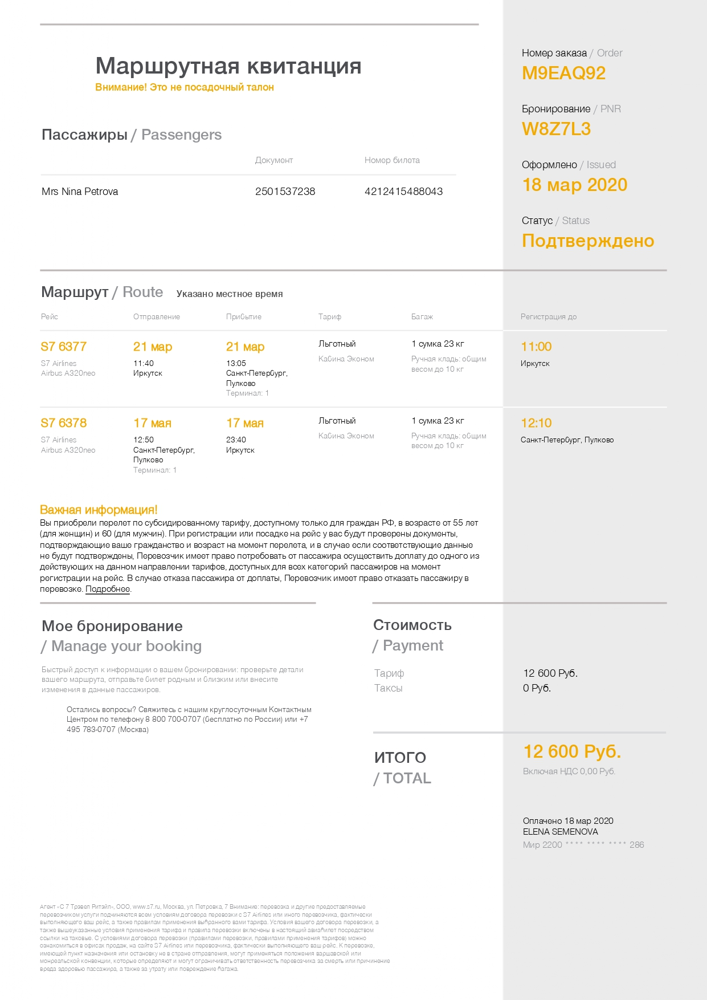 Маршрутная квитанция
Внимание! Это не посадочный талон
Номер заказа / Order
M9EAQ92
Бронирование / PNR
W8Z7L3
Оформлено / Issued
18 мар 2020
Статус / Status
Подтверждено
Пассажиры / Passengers
Документ Номер билета
Mrs Nina Petrova 2501537238 4212415488043
Маршрут / Route Указано местное время
Рейс Отправление Прибытие Тариф Багаж Регистрация до
S7 6377 21 мар 21 мар Льготный 1 сумка 23 кг 11:00
S7 Airlines 11:40 13:05 Кабина Эконом Ручная кладь: общим Иркутск
Airbus A320neo Иркутск Санкт-Петербург, весом до 10 кг
Пулково
Терминал: 1
S7 6378 17 мая 17 мая Льготный 1 сумка 23 кг 12:10
S7 Airlines 12:50 23:40 Кабина Эконом Ручная кладь: общим Санкт-Петербург, Пулково
Airbus A320neo Санкт-Петербург, Иркутск весом до 10 кг
Пулково
Терминал: 1
Важная информация!
Вы приобрели перелет по субсидированному тарифу, доступному только для граждан РФ, в возрасте от 55 лет
(для женщин) и 60 (для мужчин). При регистрации или посадке на рейс у вас будут проверены документы,
подтверждающие ваше гражданство и возраст на момент перелета, и в случае если соответствующие данные
не будут подтверждены, Перевозчик имеет право потребовать от пассажира осуществить доплату до одного из
действующих на данном направлении тарифов, доступных для всех категорий пассажиров на момент
регистрации на рейс. В случае отказа пассажира от доплаты, Перевозчик имеет право отказать пассажиру в
перевозке. Подробнее.
Мое бронирование
/ Manage your booking
Быстрый доступ к информации о вашем бронировании: проверьте детали
вашего маршрута, отправьте билет родным и близким или внесите
изменения в данные пассажиров.
Остались вопросы? Свяжитесь с нашим круглосуточным Контактным
Центром по телефону 8 800 700-0707 (бесплатно по России) или +7
495 783-0707 (Москва)
Стоимость
/ Payment
Тариф 12 600 Руб.
Таксы 0 Руб.
ИТОГО 12 600 Руб.
/ TOTAL Включая НДС 0,00 Руб.
Оплачено 18 мар 2020
ELENA SEMENOVA
Мир 2200 **** **** **** 286
Агент «С 7 Трэвел Ритэйл», ООО, www.s7.ru, Москва, ул. Петровка, 7 Внимание: перевозка и другие предоставляемые
перевозчиком услуги подчиняются всем условиям договора перевозки с S7 Airlines или иного перевозчика, фактически
выполняющего ваш рейс, а также правилам применения выбранного вами тарифа. Условия вашего договора перевозки, а
также вышеуказанные условия применения тарифа и правила перевозки включены в настоящий авиабилет посредством
ссылки на таковые. С условиями договора перевозки (правилами перевозки, правилами применения тарифов) можно
ознакомиться в офисах продаж, на сайте S7 Airlines или перевозчика, фактически выполняющего ваш рейс. К перевозке,
имеющей пункт назначения или остановку не в стране отправления, могут применяться положения варшавской или
монреальской конвенции, которые определяют и могут ограничивать ответственность перевозчика за смерть или причинение
вреда здоровью пассажира, а также за утрату или повреждение багажа.